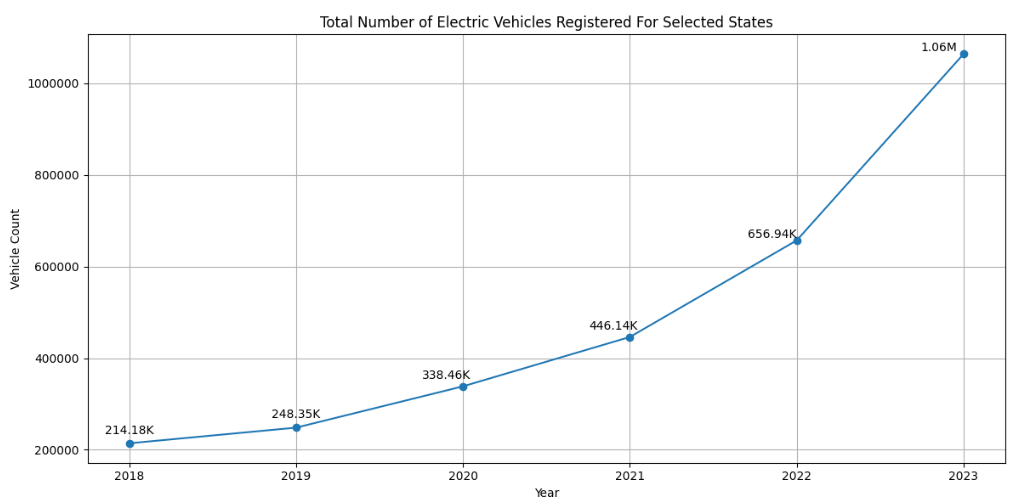 Total Number of Electric Vehicles Registered For Selected States
1.06M
1000000
800000
656.94K
600000
Vehicle Count
446.14K
400000
338.46K
248.35K
214.18K
200000
2018 2019 2020 2021 2022 2023
Year